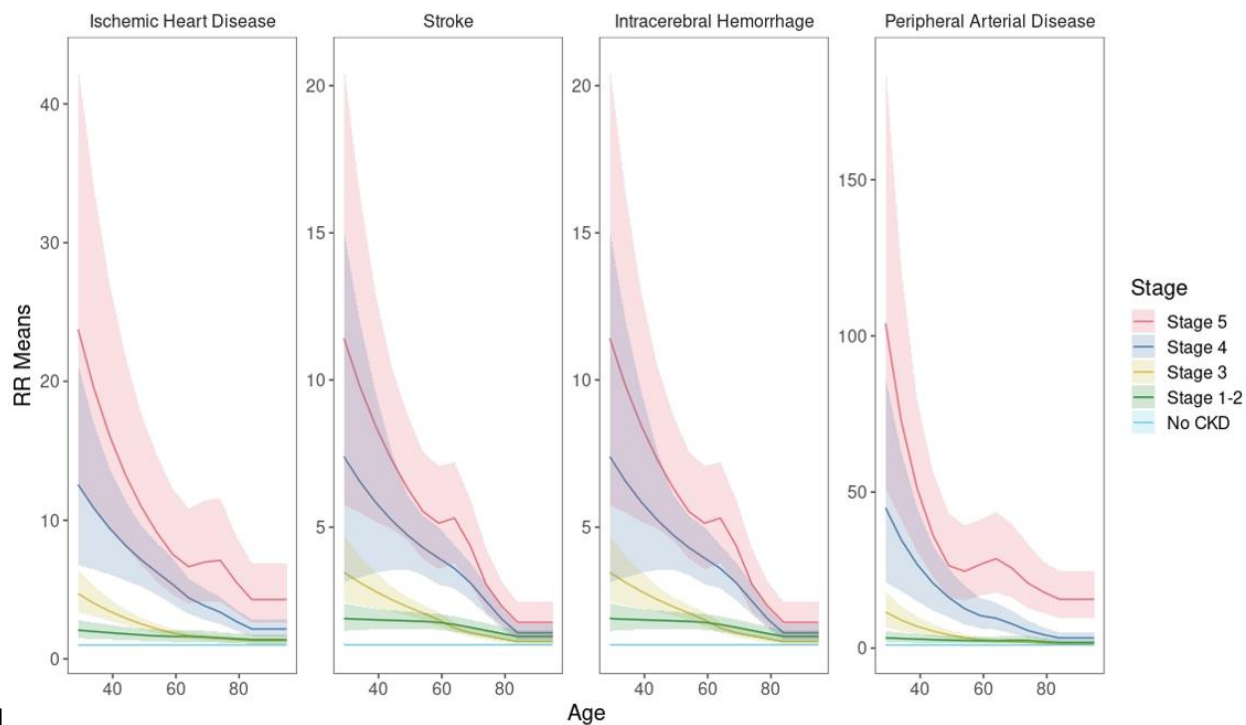 Ischemic Heart Disease
Stroke
Intracerebral Hemorrhage
Peripheral Arterial Disease
RR Means
40
30
20
10
0
20
15
10
5
20
15
10
5
150
100
50
0
40 60 80
40 60 80
40 60 80
40 60 80
Age
Stage
Stage 5
Stage 4
Stage 3
Stage 1-2
No CKD